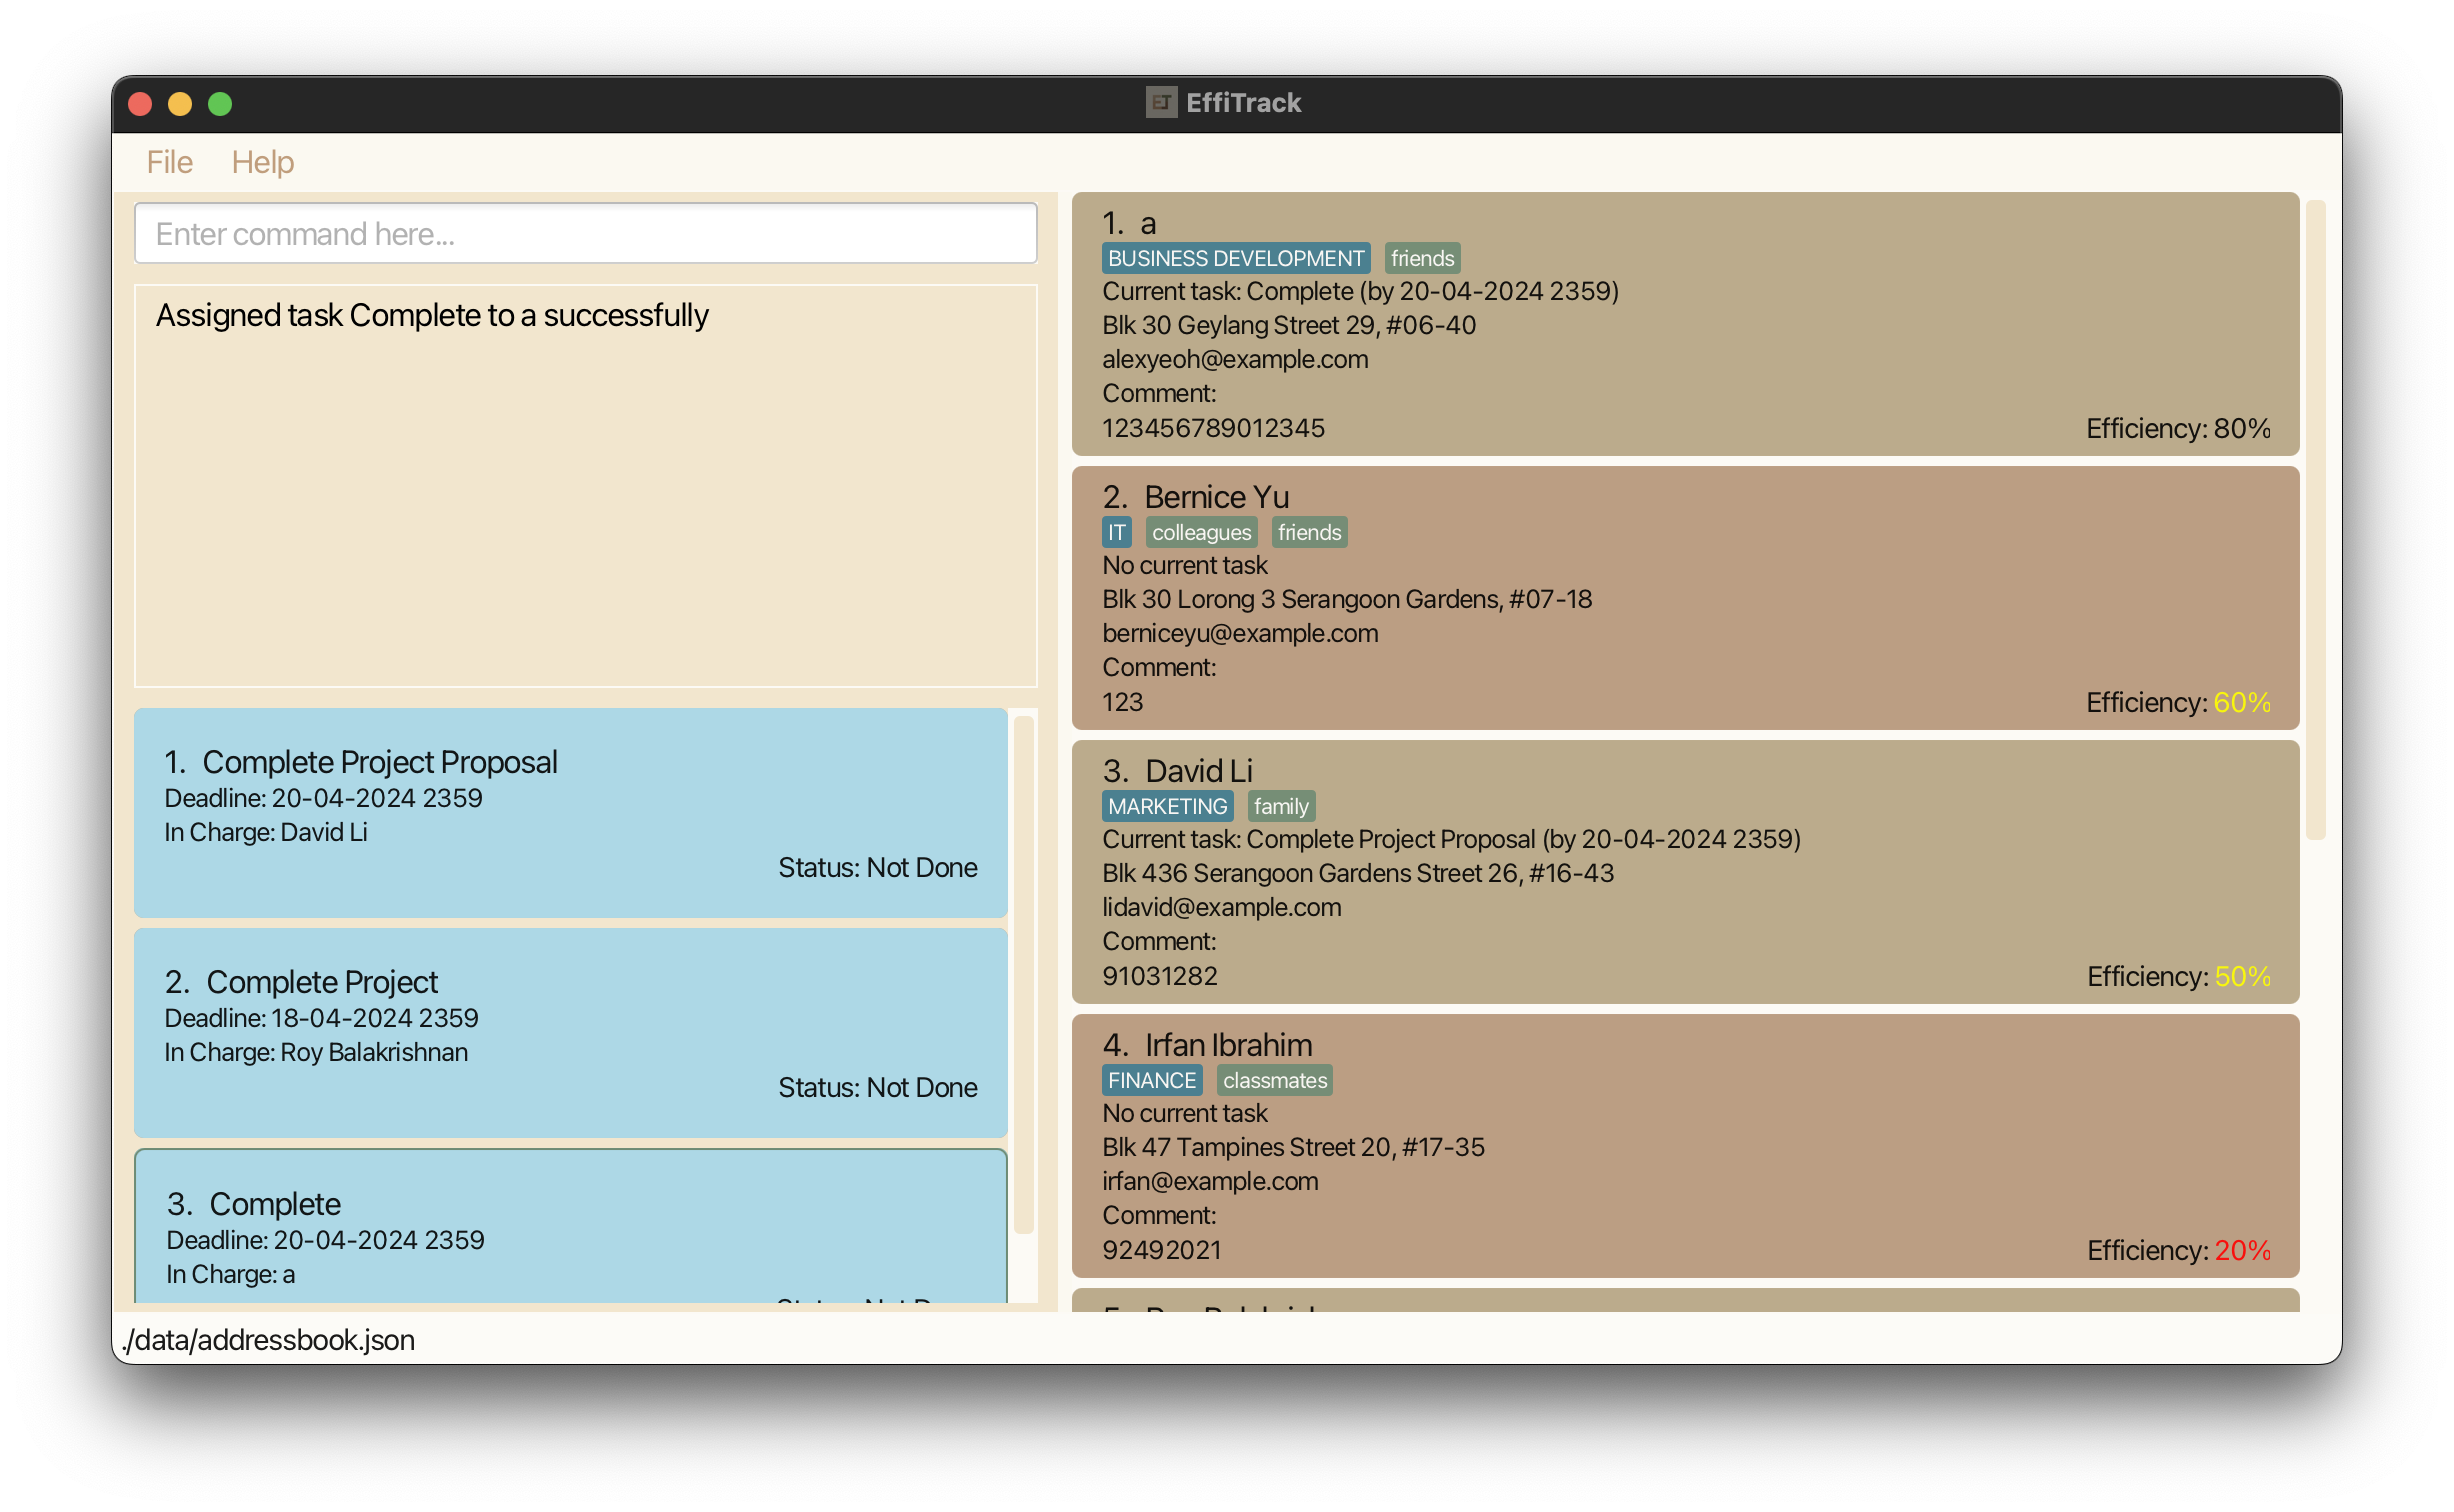 EffiTrack
File Help
Enter command here...
Assigned task Complete to a successfully
1. Complete Project Proposal
Deadline: 20-04-2024 2359
In Charge: David Li
Status: Not Done
2. Complete Project
Deadline: 18-04-2024 2359
In Charge: Roy Balakrishnan
Status: Not Done
3. Complete
Deadline: 20-04-2024 2359
In Charge: a
1. a
BUSINESS DEVELOPMENT friends
Current task: Complete (by 20-04-2024 2359)
Blk 30 Geylang Street 29, #06-40
alexyeoh@example.com
Comment:
123456789012345
Efficiency: 80%
2. Bernice Yu
IT colleagues friends
No current task
Blk 30 Lorong 3 Serangoon Gardens, #07-18
berniceyu@example.com
Comment:
123
Efficiency: 60%
3. David Li
MARKETING family
Current task: Complete Project Proposal (by 20-04-2024 2359)
Blk 436 Serangoon Gardens Street 26, #16-43
lidavid@example.com
Comment:
91031282
Efficiency: 50%
4. Irfan Ibrahim
FINANCE classmates
No current task
Blk 47 Tampines Street 20, #17-35
irfan@example.com
Comment:
92492021
Efficiency: 20%
./data/addressbook.json